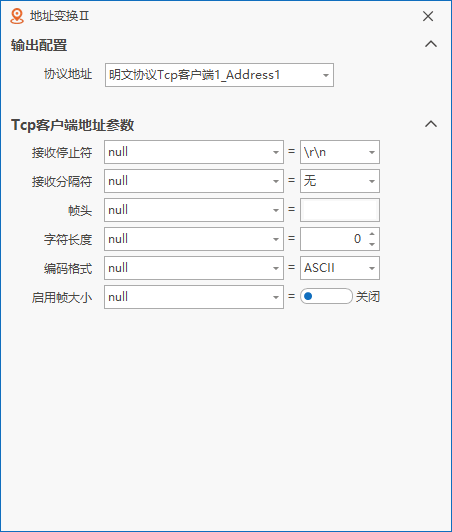 地址变换Ⅱ
输出配置
协议地址 明文协议Tcp客户端1_Address1
Tcp客户端地址参数
接收停止符 null = \r\n
接收分隔符 null = 无
帧头 null =
字符长度 null = 0
编码格式 null = ASCII
启用帧大小 null = 关闭